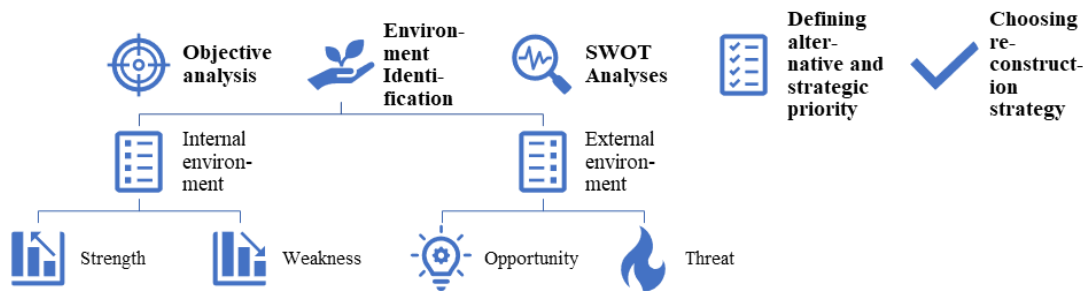 Objective
analysis
Environ-
ment
Identi-
fication
SWOT
Analyses
Defining
alter-
native and
strategic
priority
Choosing
re-
construct-
ion
strategy
Internal
environ-
ment
External
environ-
ment
Strength
Weakness
Opportunity
Threat